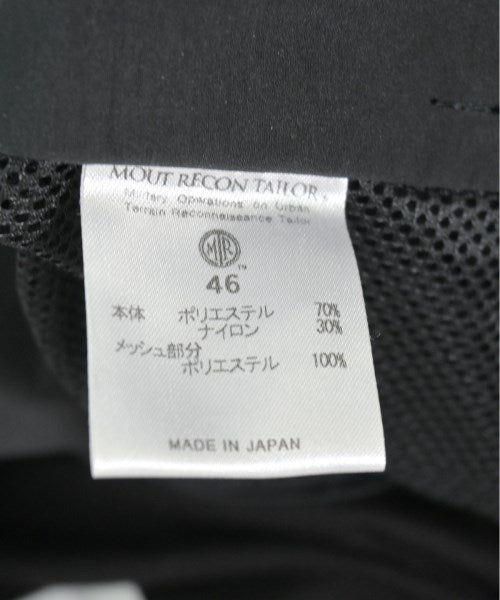 MOUT RECON TAILOR®
Military Operations on Urban
Terrain Reconnaissance Tailor
MTR™
46
本体 ポリエステル 70%
ナイロン 30%
メッシュ部分
ポリエステル 100%
MADE IN JAPAN